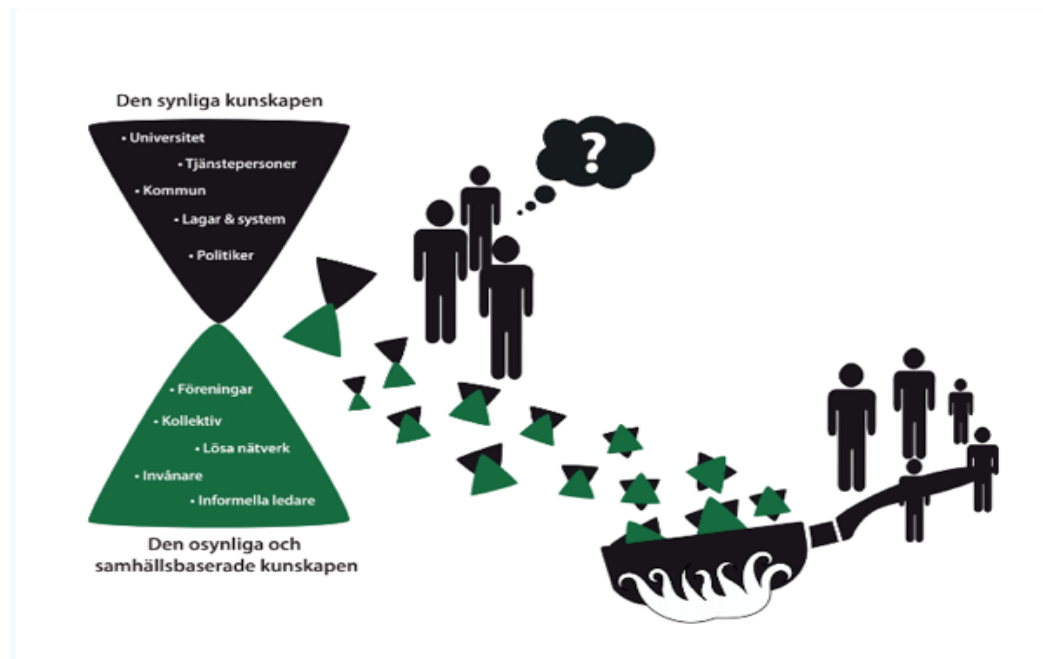 Den synliga kunskapen
• Universitet
• Tjänstepersoner
• Kommun
• Lagar & system
• Politiker
?
• Föreningar
• Kollektiv
• Lösa nätverk
• Invånare
• Informella ledare
Den osynliga och
samhällsbaserade kunskapen